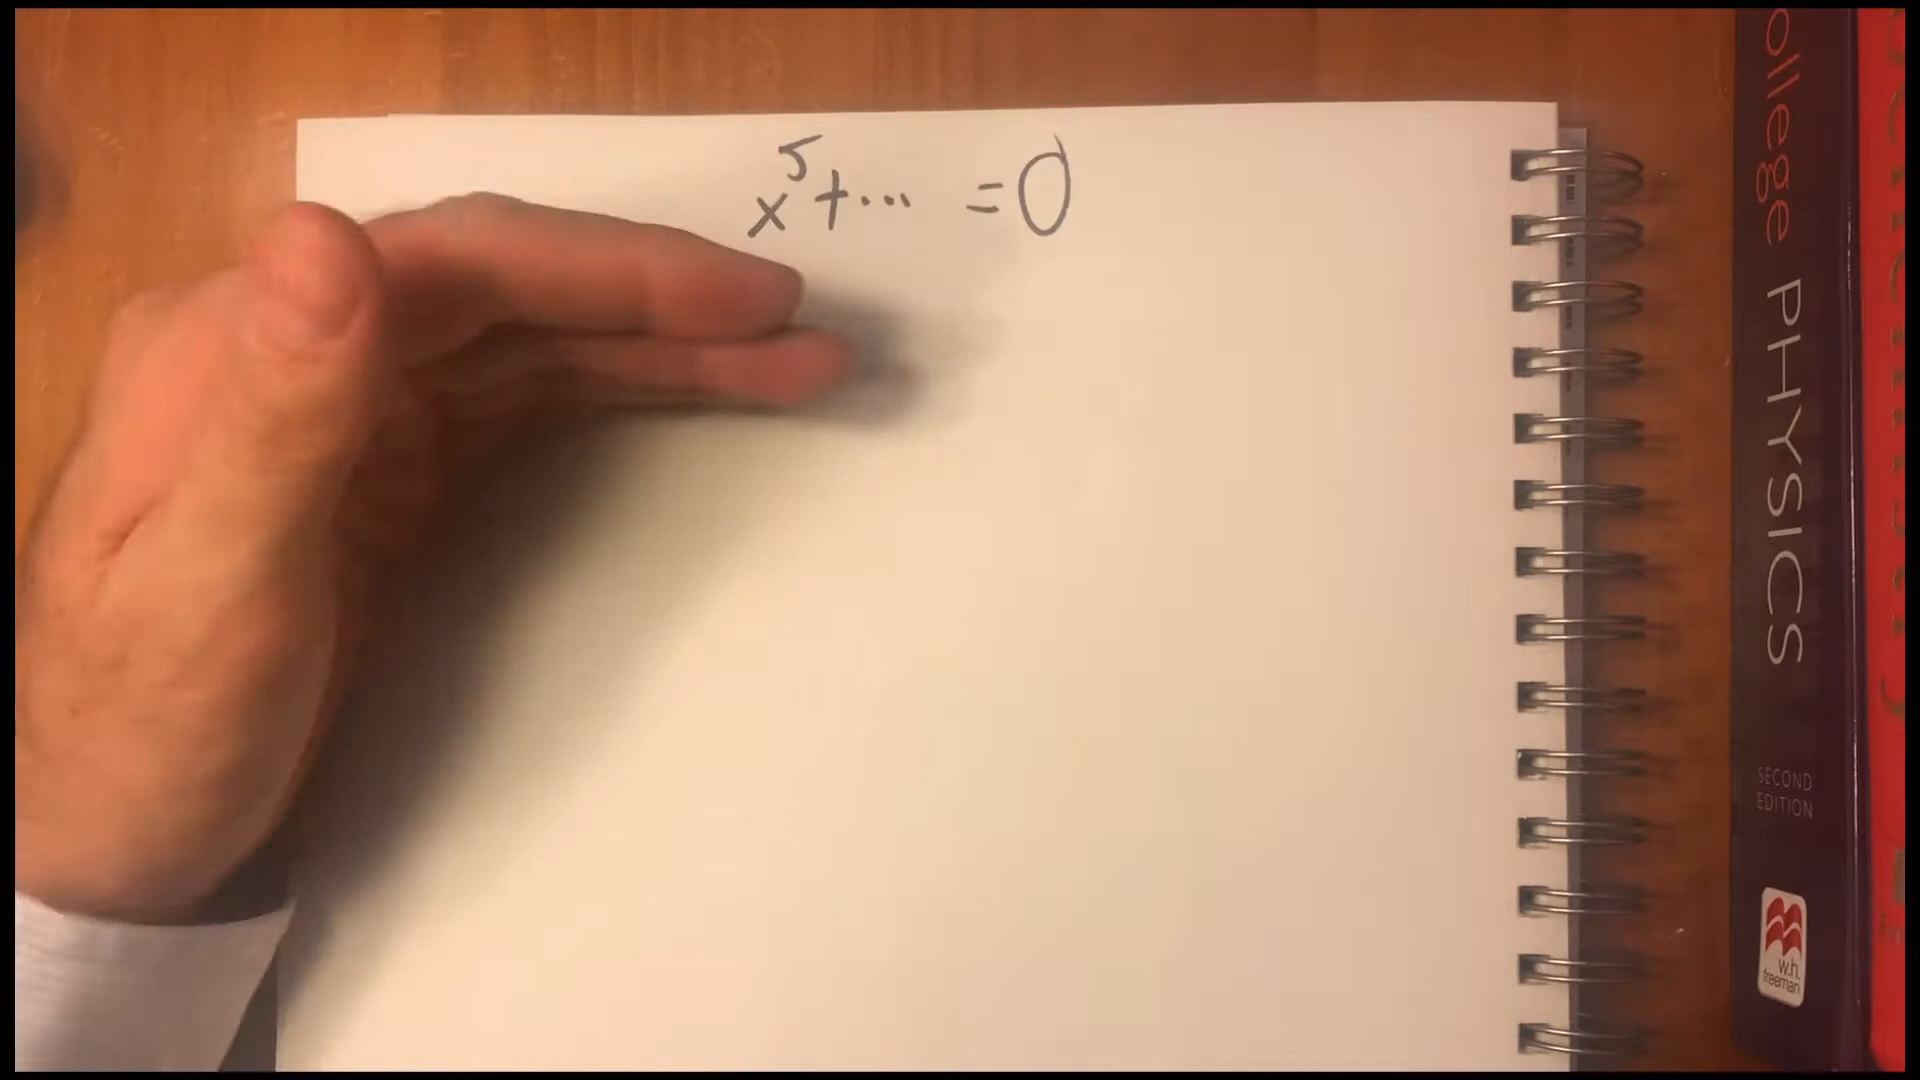 x⁵+... =0
ollege PHYSICS
SECOND
EDITION
w.h.
freeman